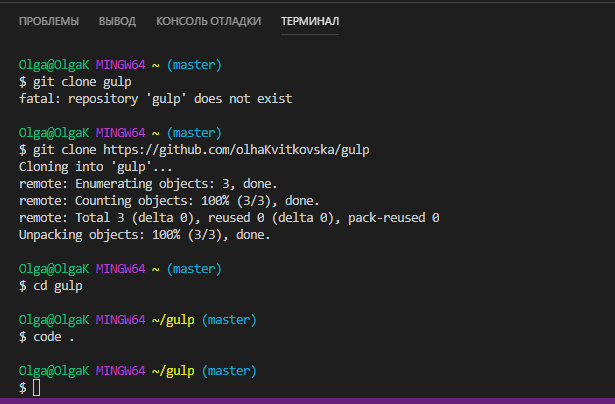 ПРОБЛЕМЫ ВЫВОД КОНСОЛЬ ОТЛАДКИ ТЕРМИНАЛ
Olga@OlgaK MINGW64 ~ (master)
$ git clone gulp
fatal: repository 'gulp' does not exist
Olga@OlgaK MINGW64 ~ (master)
$ git clone https://github.com/olhaKvitkovska/gulp
Cloning into 'gulp'...
remote: Enumerating objects: 3, done.
remote: Counting objects: 100% (3/3), done.
remote: Total 3 (delta 0), reused 0 (delta 0), pack-reused 0
Unpacking objects: 100% (3/3), done.
Olga@OlgaK MINGW64 ~ (master)
$ cd gulp
Olga@OlgaK MINGW64 ~/gulp (master)
$ code .
Olga@OlgaK MINGW64 ~/gulp (master)
$